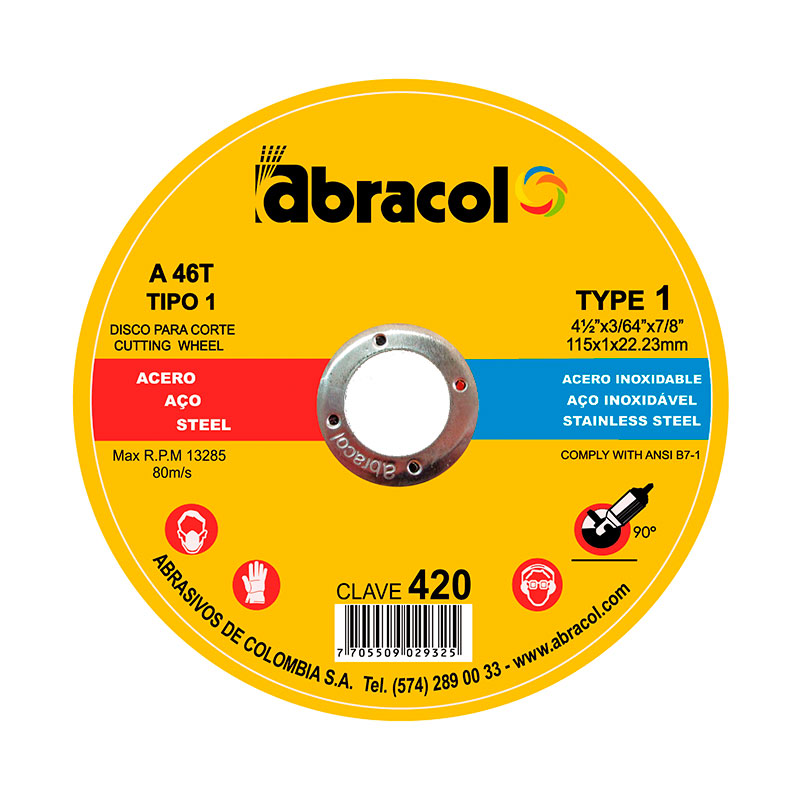 abracol
A 46T
TIPO 1
DISCO PARA CORTE
CUTTING WHEEL
TYPE 1
4½”x3/64”x7/8”
115x1x22.23mm
ACERO
AÇO
STEEL
ACERO INOXIDABLE
AÇO INOXIDÁVEL
STAINLESS STEEL
abracol
Max R.P.M 13285
80m/s
COMPLY WITH ANSI B7-1
90°
CLAVE 420
7 705509 029325
ABRASIVOS DE COLOMBIA S.A. Tel. (574) 289 00 33 - www.abracol.com